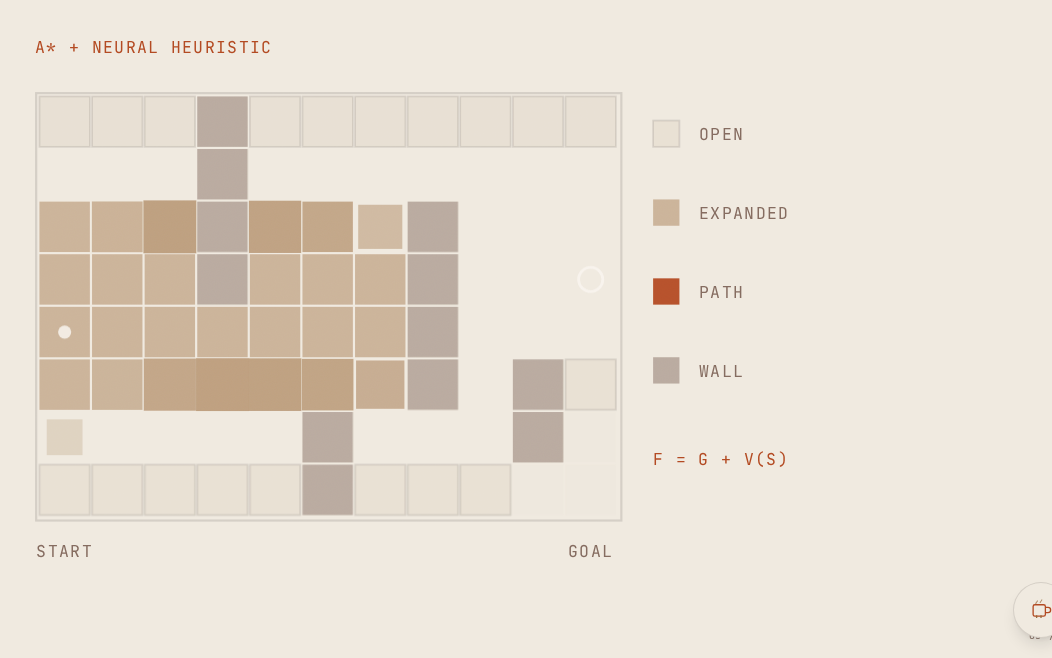 A* + NEURAL HEURISTIC
OPEN
EXPANDED
PATH
WALL
F = G + V(S)
START
GOAL